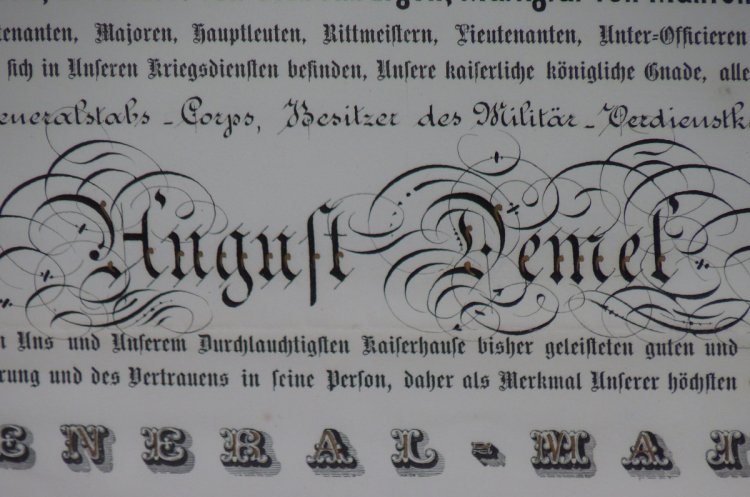 tenanten, Majoren, Hauptleuten, Rittmeistern, Lieutenanten, Unter-Officieren
sich in Unseren Kriegsdiensten befinden, Unsere kaiserliche königliche Gnade, alle
eneralstabs-Corps, Besitzer des Militär-Verdienstk
August Demel
n Uns und Unserem Durchlauchtigsten Kaiserhause bisher geleisteten guten und
rung und des Vertrauens in seine Person, daher als Merkmal Unserer höchsten
ENERAL-MAJ